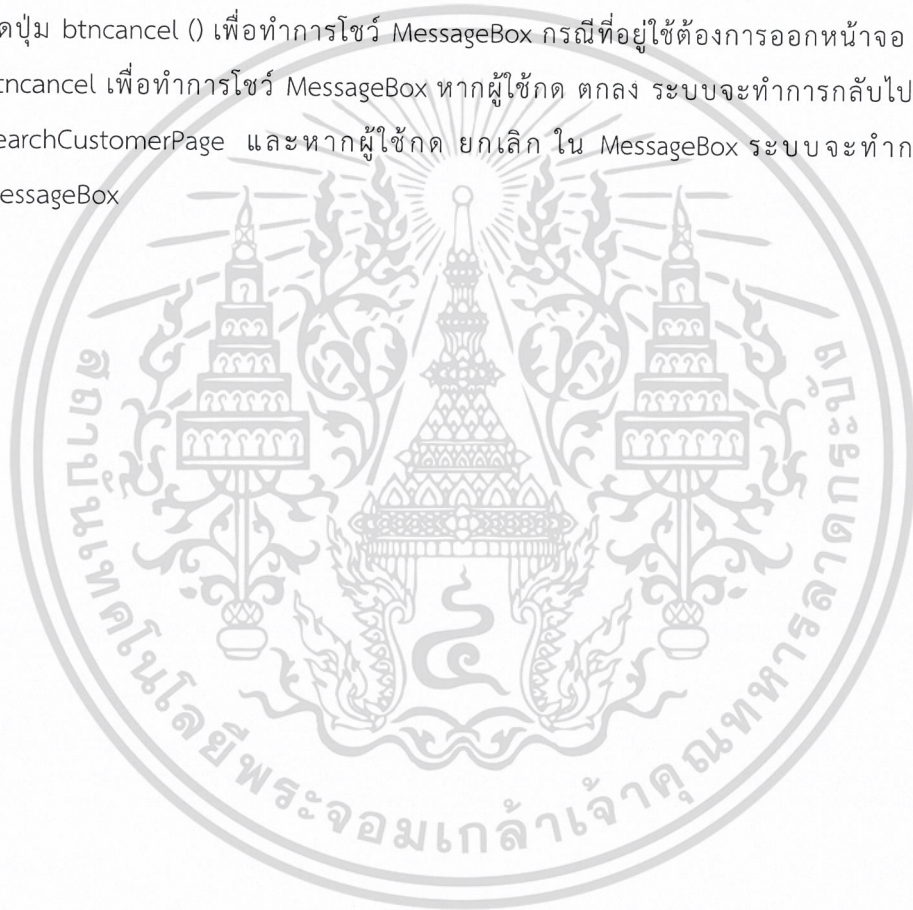 ดปุ่ม btncancel () เพื่อทำการโชว์ MessageBox กรณีที่อยู่ใช้ต้องการออกหน้าจอ
tncancel เพื่อทำการโชว์ MessageBox หากผู้ใช้กด ตกลง ระบบจะทำการกลับไป
earchCustomerPage และหากผู้ใช้กด ยกเลิก ใน MessageBox ระบบจะทำก
essageBox
สถาบันเทคโนโลยีพระจอมเกล้าเจ้าคุณทหารลาดกระบัง